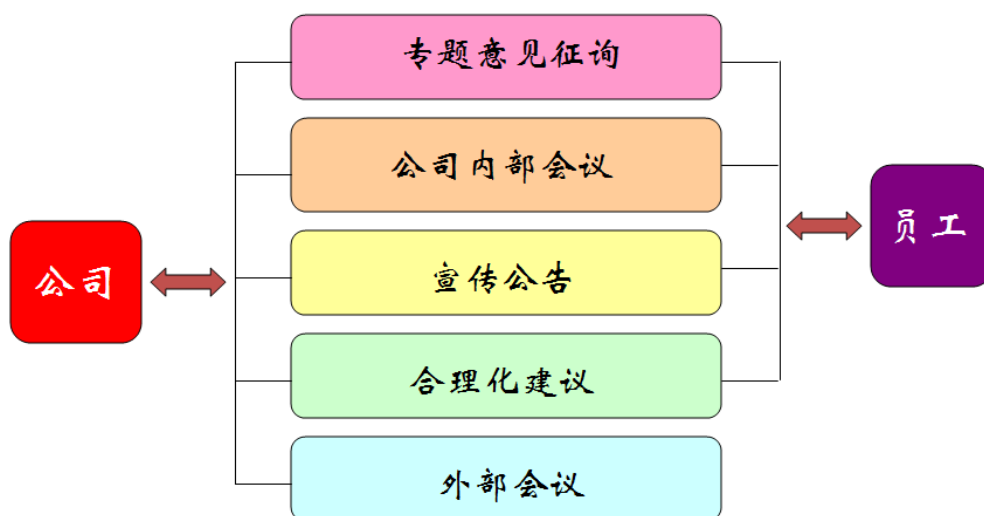 专题意见征询
公司内部会议
员工
宣传公告
公司
合理化建议
外部会议